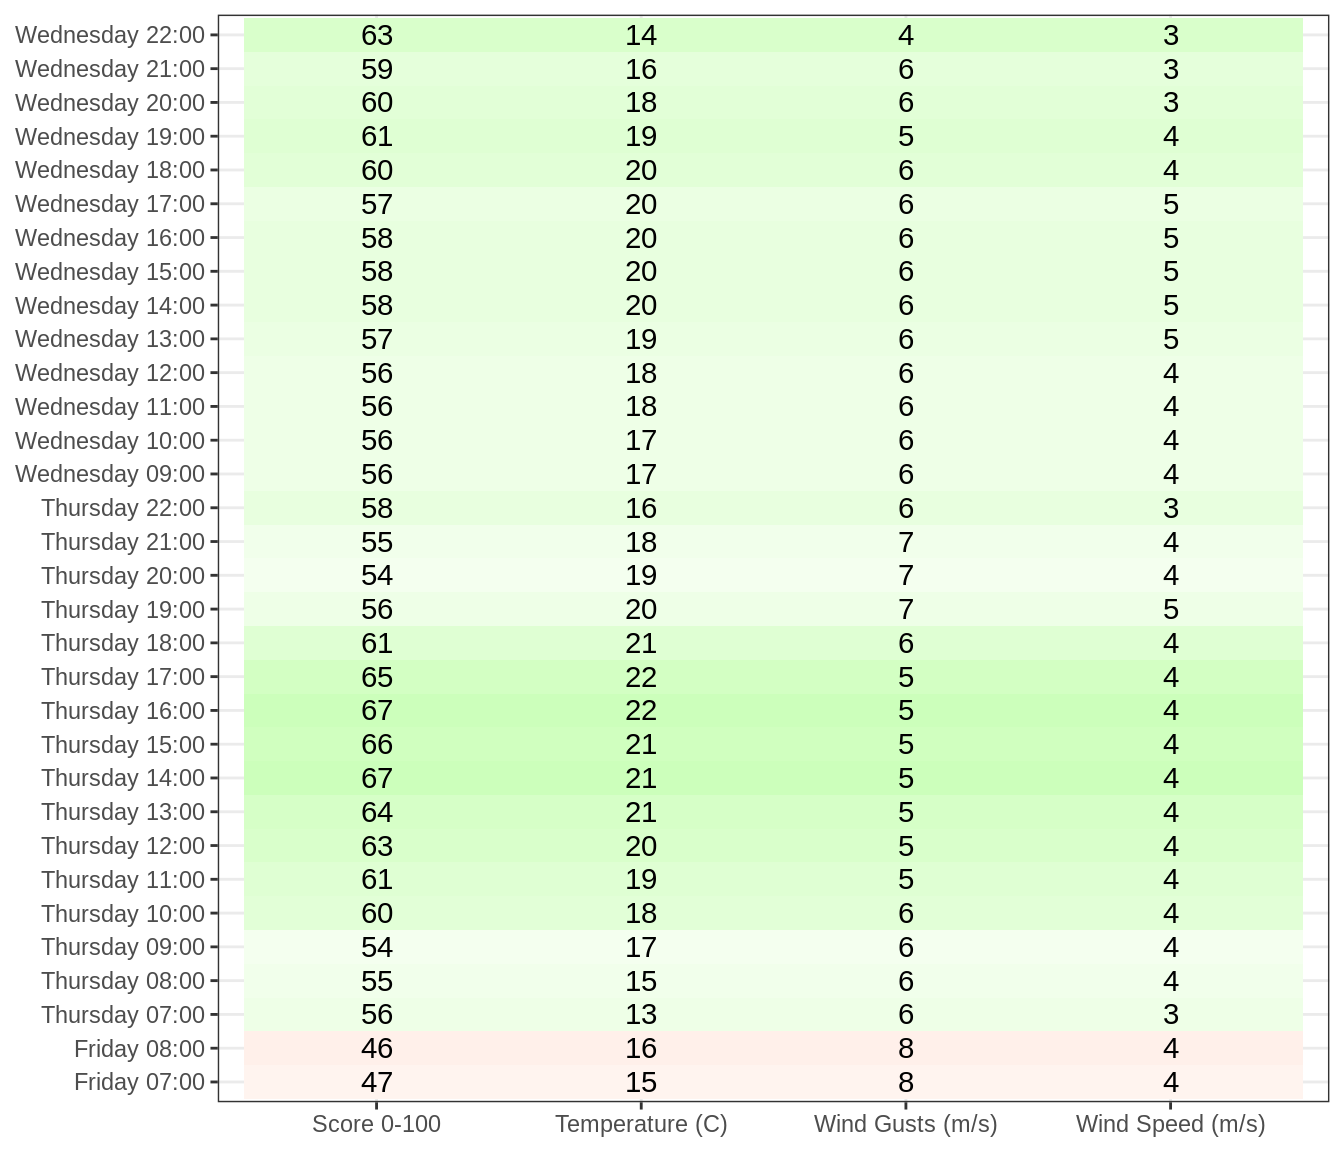 Wednesday 22:00 63 14 4 3
Wednesday 21:00 59 16 6 3
Wednesday 20:00 60 18 6 3
Wednesday 19:00 61 19 5 4
Wednesday 18:00 60 20 6 4
Wednesday 17:00 57 20 6 5
Wednesday 16:00 58 20 6 5
Wednesday 15:00 58 20 6 5
Wednesday 14:00 58 20 6 5
Wednesday 13:00 57 19 6 5
Wednesday 12:00 56 18 6 4
Wednesday 11:00 56 18 6 4
Wednesday 10:00 56 17 6 4
Wednesday 09:00 56 17 6 4
Thursday 22:00 58 16 6 3
Thursday 21:00 55 18 7 4
Thursday 20:00 54 19 7 4
Thursday 19:00 56 20 7 5
Thursday 18:00 61 21 6 4
Thursday 17:00 65 22 5 4
Thursday 16:00 67 22 5 4
Thursday 15:00 66 21 5 4
Thursday 14:00 67 21 5 4
Thursday 13:00 64 21 5 4
Thursday 12:00 63 20 5 4
Thursday 11:00 61 19 5 4
Thursday 10:00 60 18 6 4
Thursday 09:00 54 17 6 4
Thursday 08:00 55 15 6 4
Thursday 07:00 56 13 6 3
Friday 08:00 46 16 8 4
Friday 07:00 47 15 8 4
Score 0-100 Temperature (C) Wind Gusts (m/s) Wind Speed (m/s)